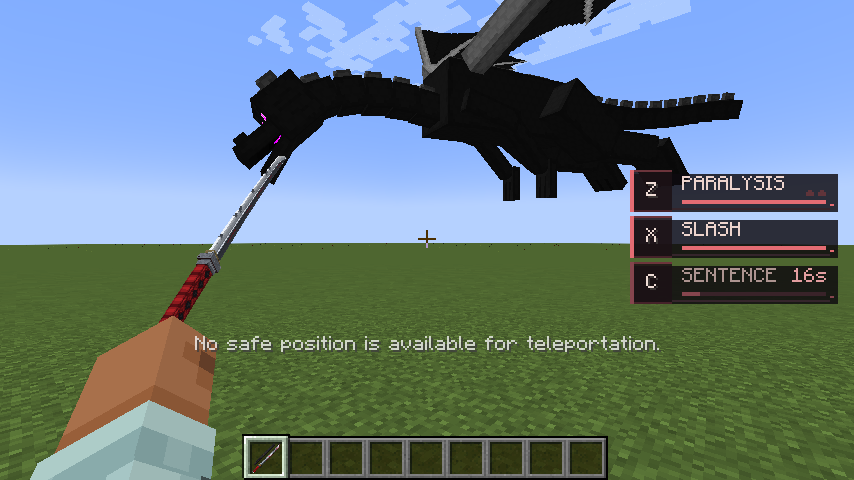 Z PARALYSIS
X SLASH
C SENTENCE 16s
No safe position is available for teleportation.